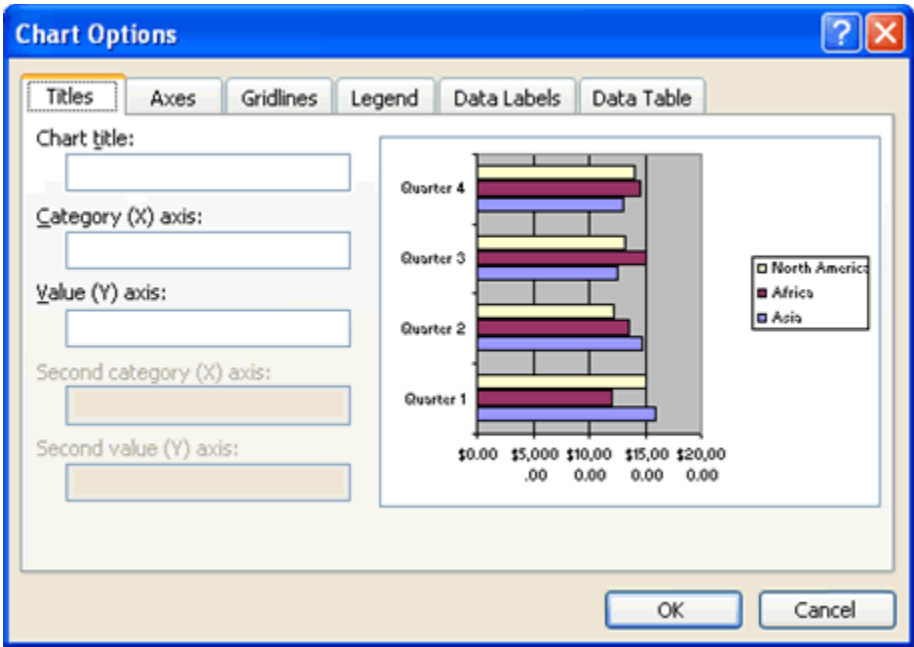 Chart Options
?
Titles Axes Gridlines Legend Data Labels Data Table
Chart title:
Category (X) axis:
Value (Y) axis:
Second category (X) axis:
Second value (Y) axis:
Quarter 4
Quarter 3
Quarter 2
Quarter 1
$0.00 $5,000 $10,00 $15,00 $20,00
.00 0.00 0.00 0.00
North America
Africa
Asia
OK Cancel